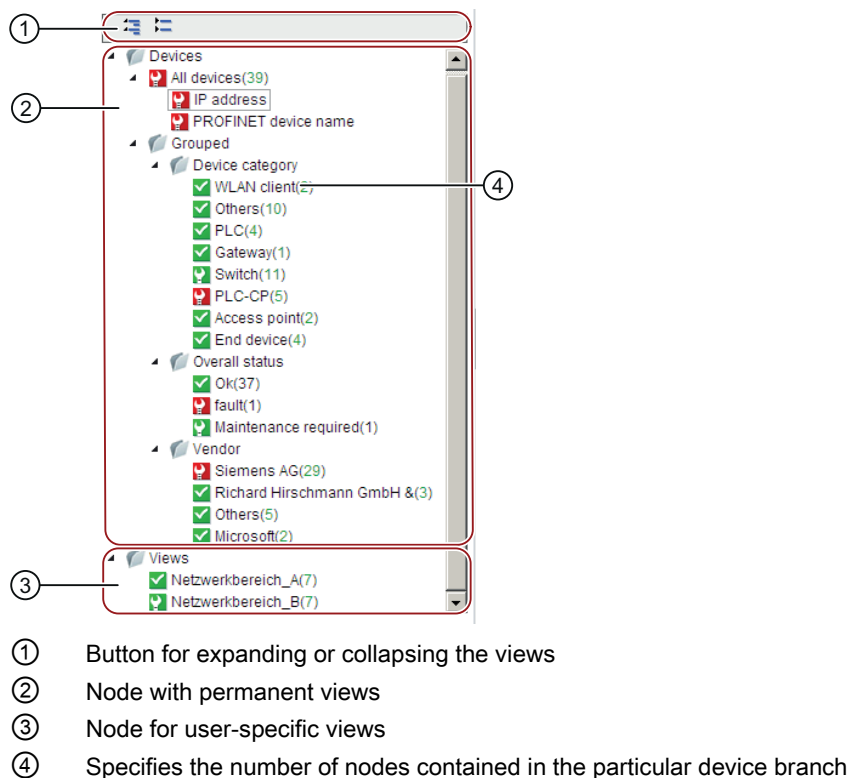 ①
Devices
All devices(39)
②
IP address
PROFINET device name
Grouped
Device category
WLAN client(2)
④
Others(10)
PLC(4)
Gateway(1)
Switch(11)
PLC-CP(5)
Access point(2)
End device(4)
Overall status
Ok(37)
fault(1)
Maintenance required(1)
Vendor
Siemens AG(29)
Richard Hirschmann GmbH &(3)
Others(5)
Microsoft(2)
Views
③
Netzwerkbereich_A(7)
Netzwerkbereich_B(7)
① Button for expanding or collapsing the views
② Node with permanent views
③ Node for user-specific views
④ Specifies the number of nodes contained in the particular device branch